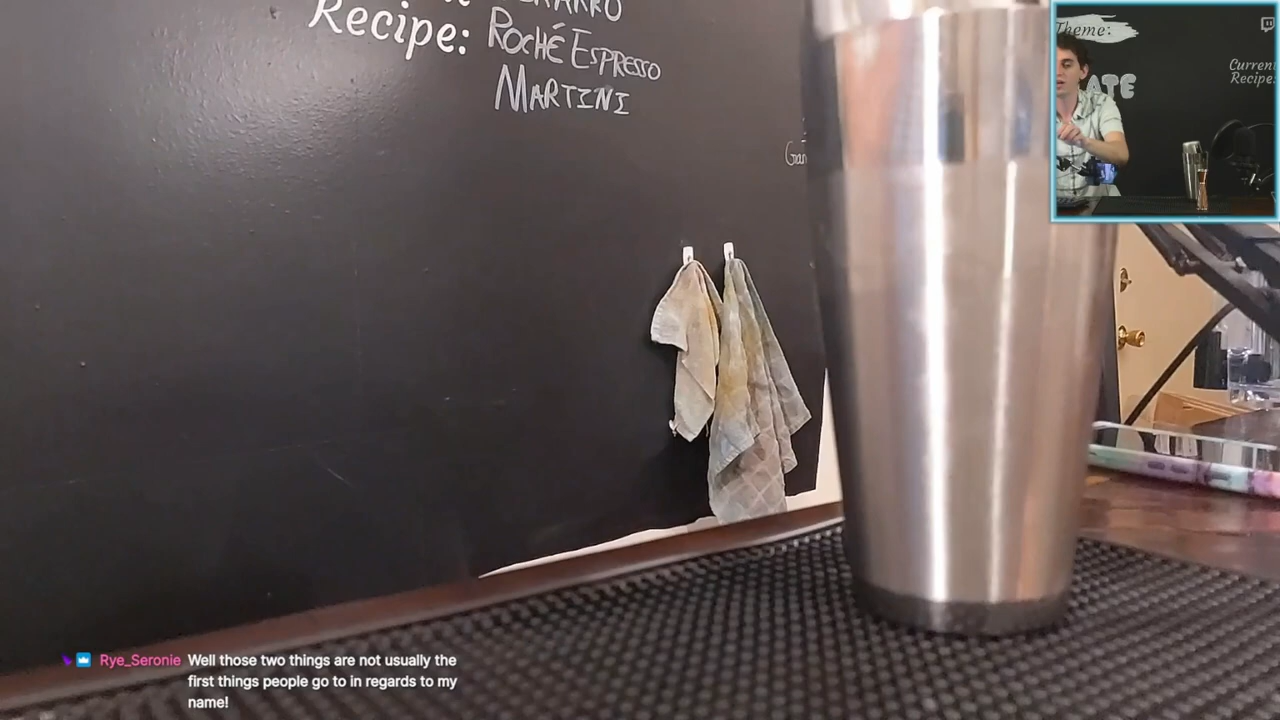 Recipe:
ROCHÉ ESPRESSO
MARTINI
Theme:
ATE
Current
Recipe:
Rye_Seronie Well those two things are not usually the
first things people go to in regards to my
name!